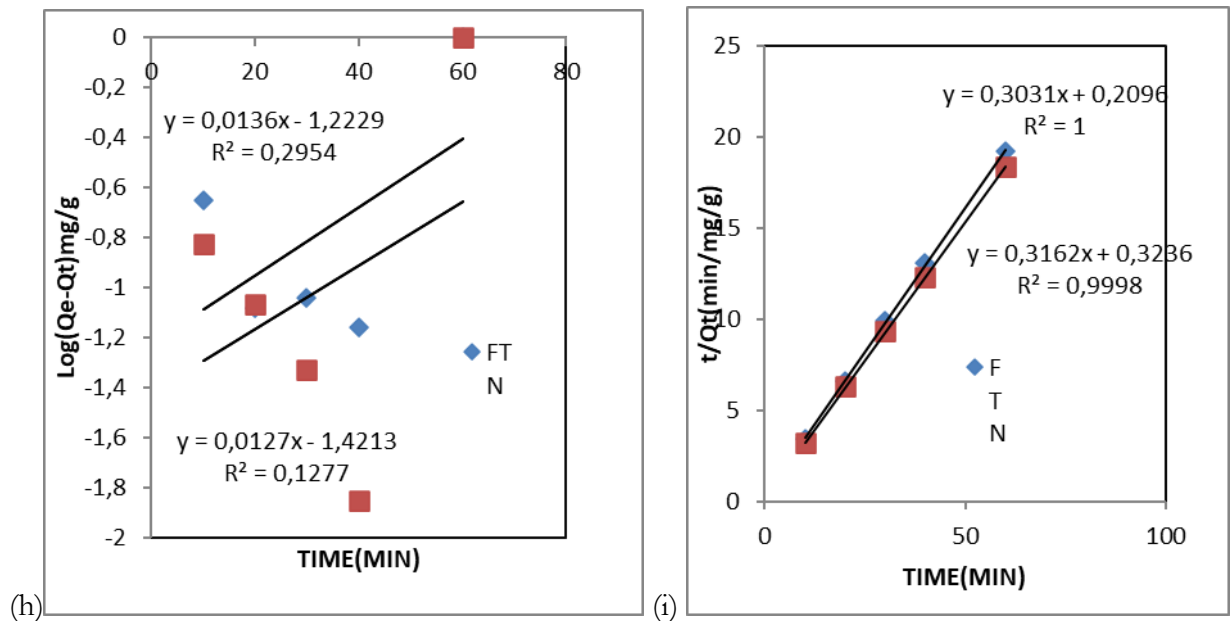 0
0
20
40
60
80
-0,2
-0,4
-0,6
-0,8
-1
-1,2
-1,4
-1,6
-1,8
-2
y = 0,0136x - 1,2229
R² = 0,2954
y = 0,0127x - 1,4213
R² = 0,1277
FT
N
Log(Qe-Qt)mg/g
TIME(MIN)
(h)
25
20
15
10
5
0
0
50
100
y = 0,3031x + 0,2096
R² = 1
y = 0,3162x + 0,3236
R² = 0,9998
F
T
N
t/Qt(min/mg/g)
TIME(MIN)
(i)